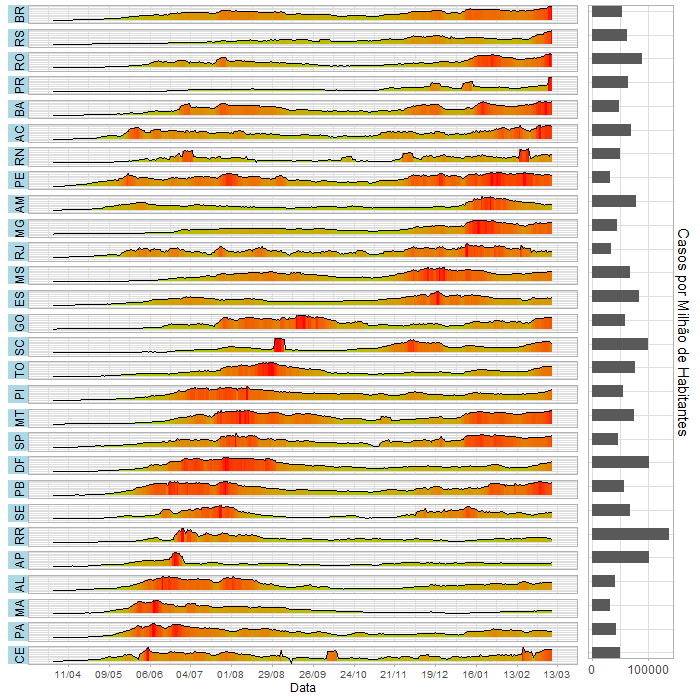 BR
RS
RO
PR
BA
AC
RN
PE
AM
MG
RJ
MS
ES
GO
SC
TO
PI
MT
SP
DF
PB
SE
RR
AP
AL
MA
PA
CE
11/04 09/05 06/06 04/07 01/08 29/08 26/09 24/10 21/11 19/12 16/01 13/02 13/03
Data
0 100000
Casos por Milhão de Habitantes